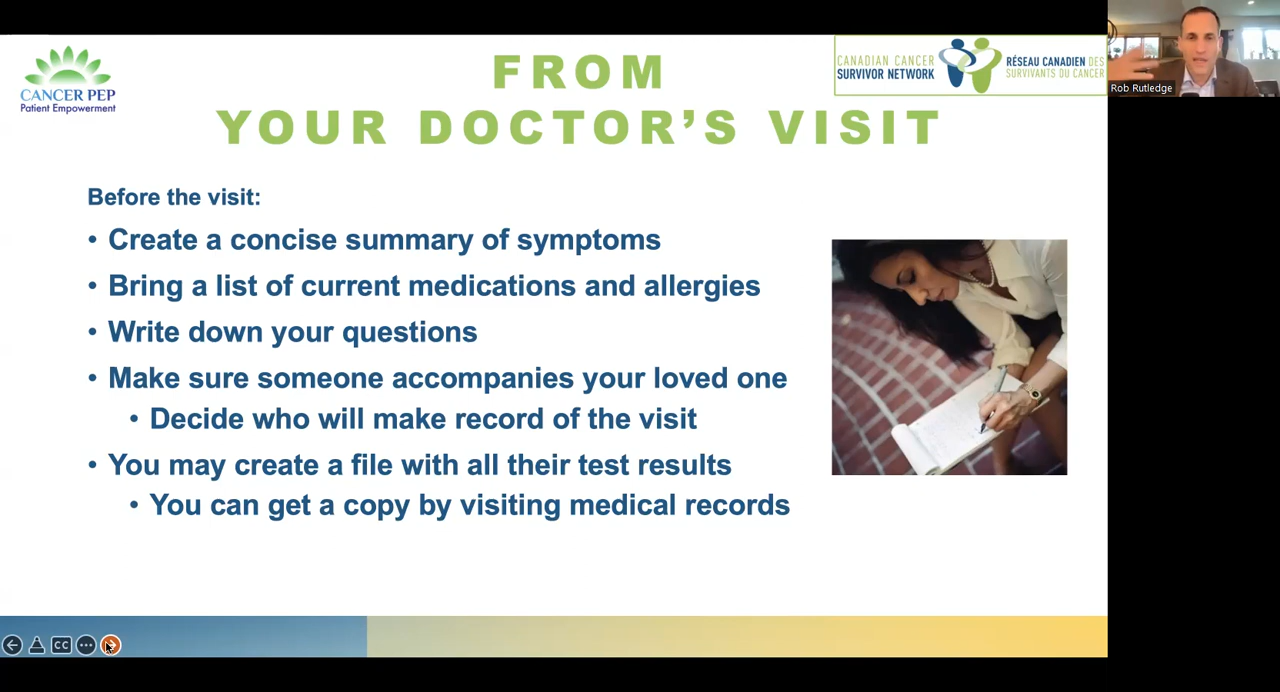 CANCER PEP
Patient Empowerment
FROM
YOUR DOCTOR'S VISIT
CANADIAN CANCER
SURVIVOR NETWORK
RÉSEAU CANADIEN DES
SURVIVANTS DU CANCER
Rob Rutledge
Before the visit:
• Create a concise summary of symptoms
• Bring a list of current medications and allergies
• Write down your questions
• Make sure someone accompanies your loved one
• Decide who will make record of the visit
• You may create a file with all their test results
• You can get a copy by visiting medical records
CC